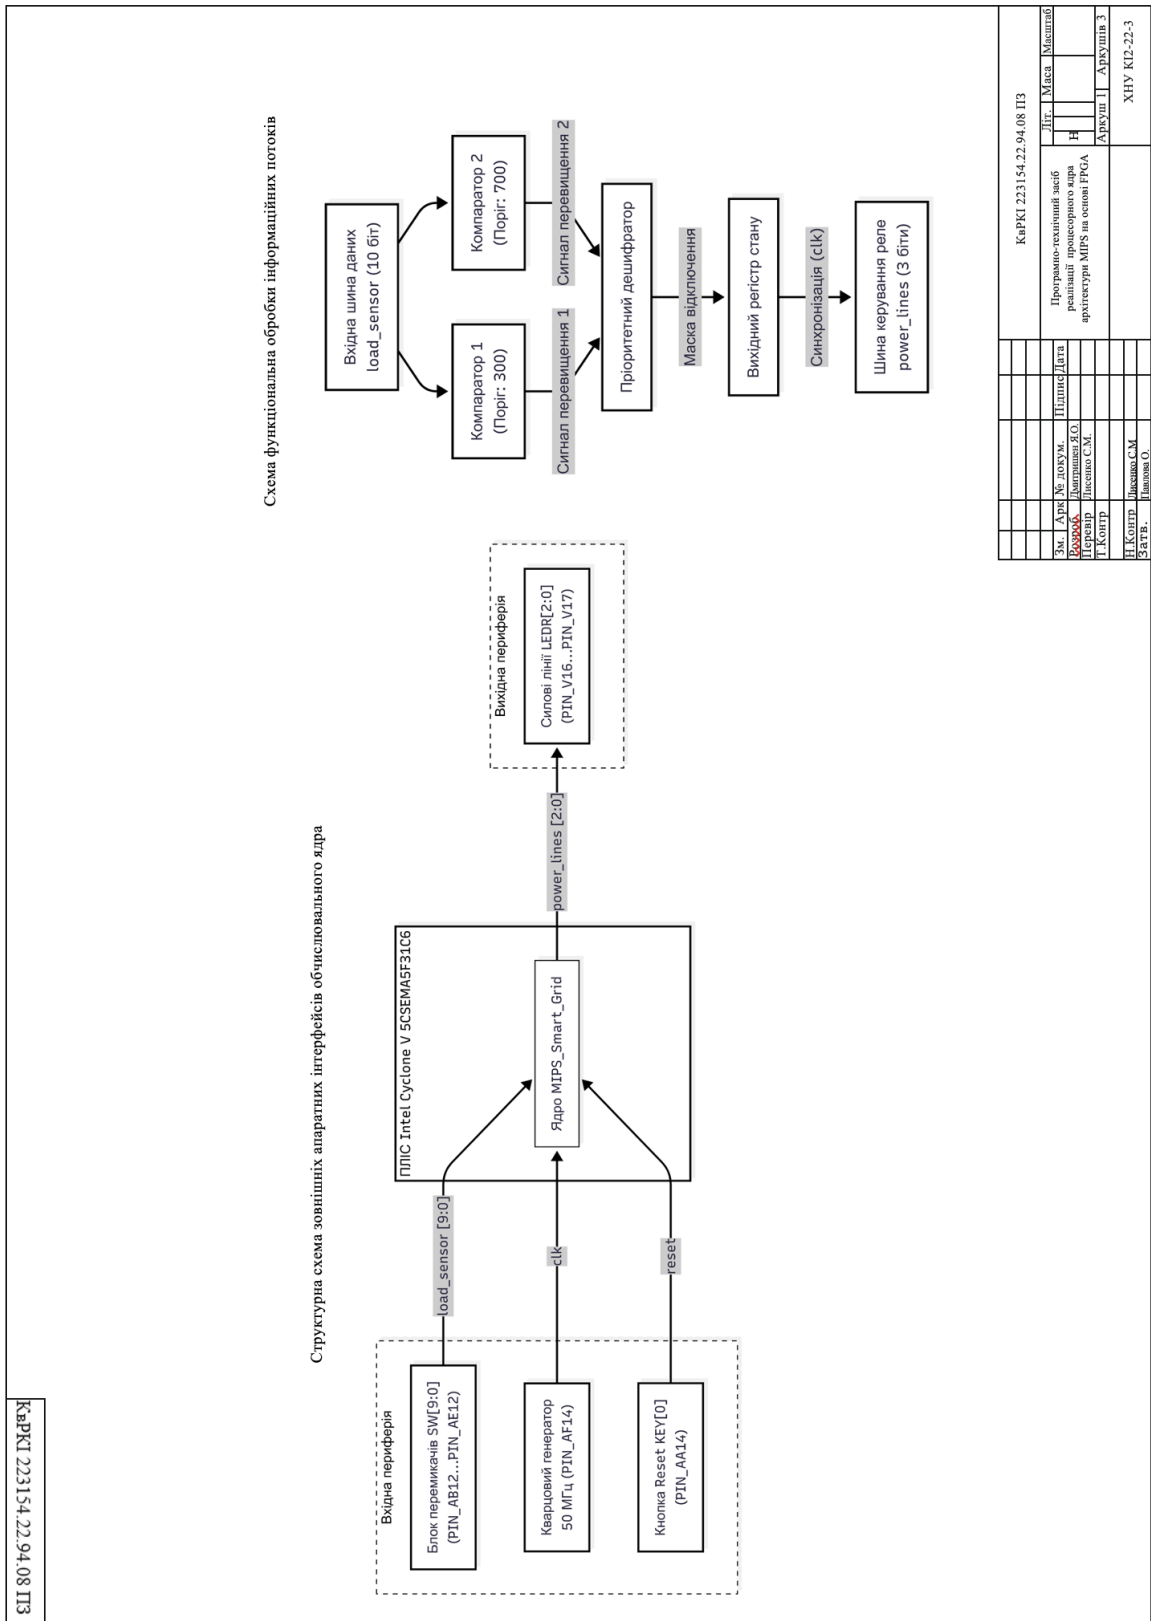 КвРКІ 223154.22.94.08 ПЗ
Структурна схема зовнішніх апаратних інтерфейсів обчислювального ядра
Вхідна периферія
Блок перемикачів SW[9:0]
(PIN_AB12...PIN_AE12)
Кварцовий генератор
50 МГц (PIN_AF14)
Кнопка Reset KEY[0]
(PIN_AA14)
load_sensor [9:0]
clk
reset
ПЛІС Intel Cyclone V 5CSEMA5F31C6
Ядро MIPS_Smart_Grid
power_lines [2:0]
Вихідна периферія
Силові лінії LEDR[2:0]
(PIN_V16...PIN_V17)
Схема функціональна обробки інформаційних потоків
Вхідна шина даних
load_sensor (10 біт)
Компаратор 1
(Поріг: 300)
Компаратор 2
(Поріг: 700)
Сигнал перевищення 1
Сигнал перевищення 2
Пріоритетний дешифратор
Маска відключення
Вихідний регістр стану
Синхронізація (clk)
Шина керування реле
power_lines (3 біти)
КвРКІ 223154.22.94.08 ПЗ
Зм. Арк № докум. Підпис Дата
Розроб. Дмитришен Я.О.
Перевір Лисенко С.М.
Т.Контр
Н.Контр Лисенко С.М
Затв. Павлова О.
Програмно-технічний засіб
реалізації процесорного ядра
архітектури MIPS на основі FPGA
Літ. Маса Масштаб
Н
Аркуш 1 Аркушів 3
ХНУ КІ2-22-3